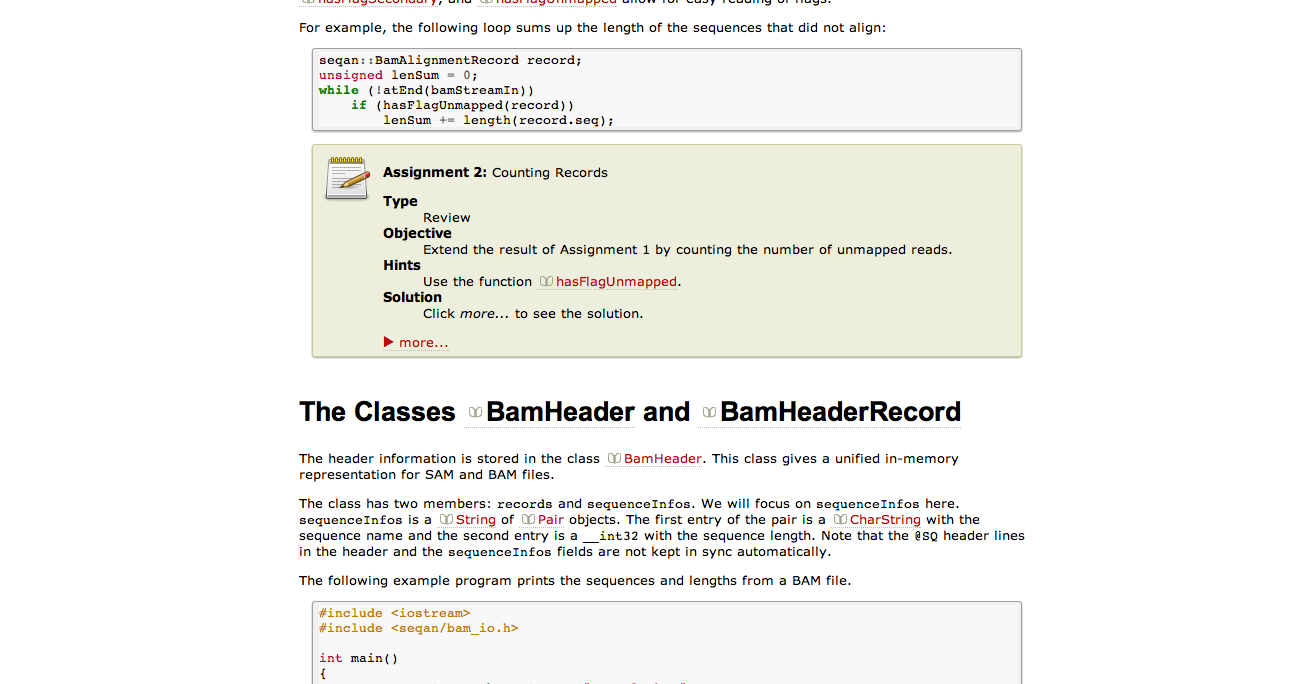 hasFlagSecondary, and hasFlagUnmapped allow for easy reading of flags.
For example, the following loop sums up the length of the sequences that did not align:
seqan::BamAlignmentRecord record;
unsigned lenSum = 0;
while (!atEnd(bamStreamIn))
    if (hasFlagUnmapped(record))
        lenSum += length(record.seq);
Assignment 2: Counting Records
Type
Review
Objective
Extend the result of Assignment 1 by counting the number of unmapped reads.
Hints
Use the function hasFlagUnmapped.
Solution
Click more... to see the solution.
more...
The Classes BamHeader and BamHeaderRecord
The header information is stored in the class BamHeader. This class gives a unified in-memory
representation for SAM and BAM files.
The class has two members: records and sequenceInfos. We will focus on sequenceInfos here.
sequenceInfos is a String of Pair objects. The first entry of the pair is a CharString with the
sequence name and the second entry is a __int32 with the sequence length. Note that the @SQ header lines
in the header and the sequenceInfos fields are not kept in sync automatically.
The following example program prints the sequences and lengths from a BAM file.
#include <iostream>
#include <seqan/bam_io.h>
int main()
{